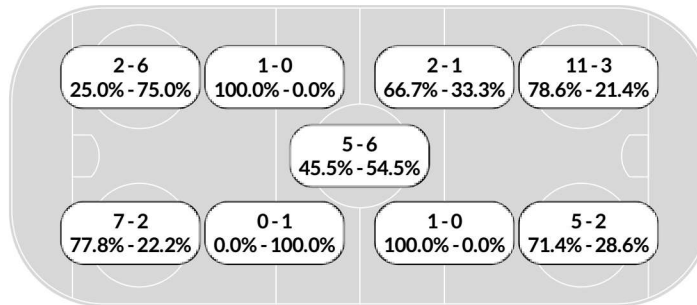 2 - 6
25.0% - 75.0%
1 - 0
100.0% - 0.0%
2 - 1
66.7% - 33.3%
11 - 3
78.6% - 21.4%
5 - 6
45.5% - 54.5%
7 - 2
77.8% - 22.2%
0 - 1
0.0% - 100.0%
1 - 0
100.0% - 0.0%
5 - 2
71.4% - 28.6%